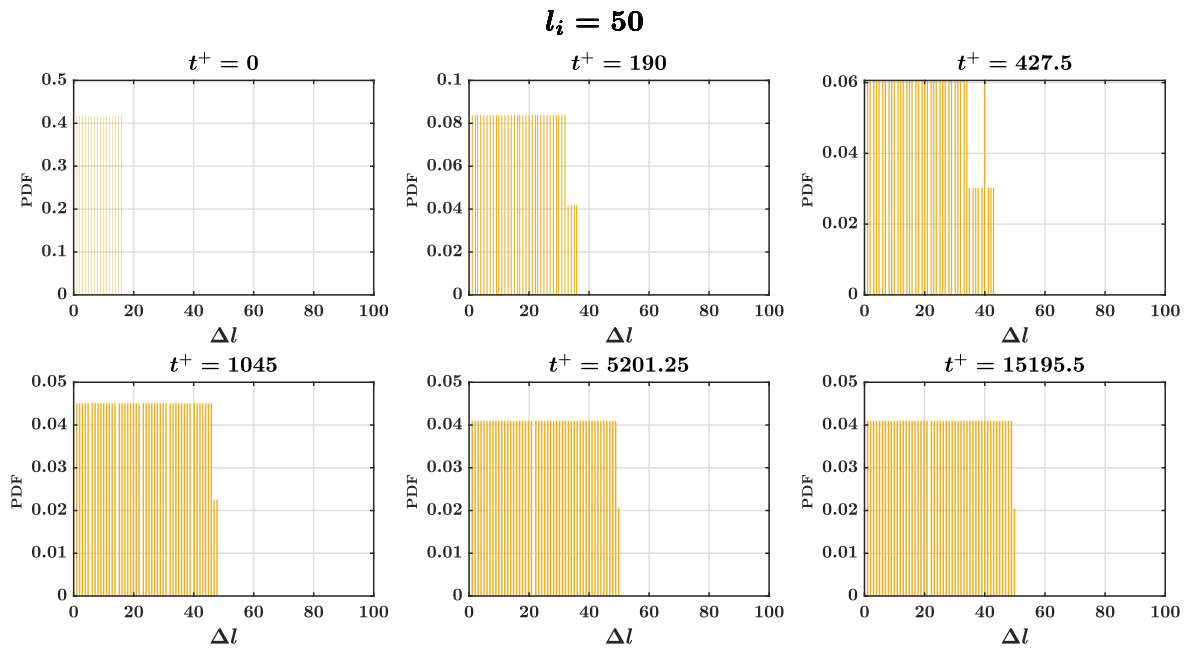 l_i = 50
t^+ = 0
t^+ = 190
t^+ = 427.5
PDF
0.5
0.4
0.3
0.2
0.1
0
0 20 40 60 80 100
Δl
PDF
0.1
0.08
0.06
0.04
0.02
0
0 20 40 60 80 100
Δl
PDF
0.06
0.04
0.02
0
0 20 40 60 80 100
Δl
t^+ = 1045
t^+ = 5201.25
t^+ = 15195.5
PDF
0.05
0.04
0.03
0.02
0.01
0
0 20 40 60 80 100
Δl
PDF
0.05
0.04
0.03
0.02
0.01
0
0 20 40 60 80 100
Δl
PDF
0.05
0.04
0.03
0.02
0.01
0
0 20 40 60 80 100
Δl